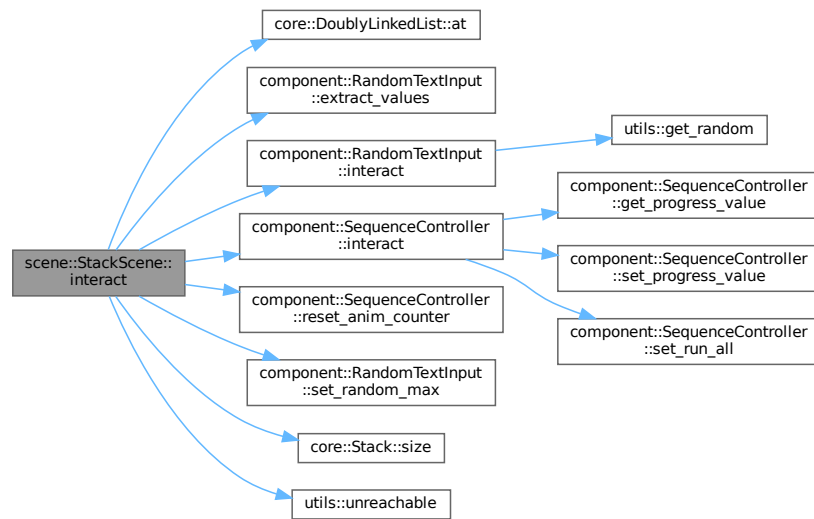 scene::StackScene::
interact
core::DoublyLinkedList::at
component::RandomTextInput
::extract_values
component::RandomTextInput
::interact
utils::get_random
component::SequenceController
::interact
component::SequenceController
::get_progress_value
component::SequenceController
::set_progress_value
component::SequenceController
::set_run_all
component::SequenceController
::reset_anim_counter
component::RandomTextInput
::set_random_max
core::Stack::size
utils::unreachable